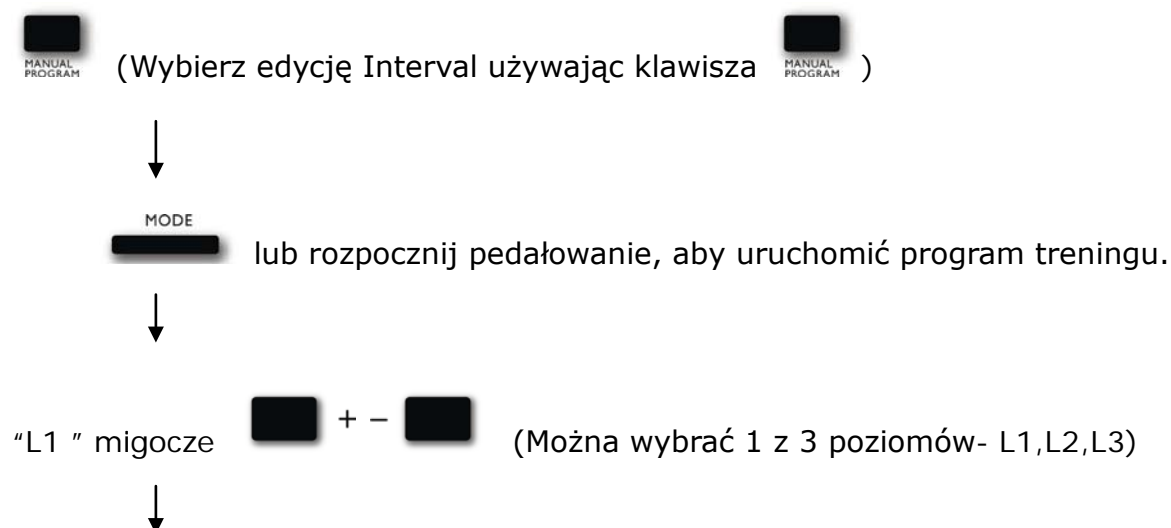 MANUAL PROGRAM (Wybierz edycję Interval używając klawisza MANUAL PROGRAM )
MODE
lub rozpocznij pedałowanie, aby uruchomić program treningu.
“L1 ” migocze + − (Można wybrać 1 z 3 poziomów- L1,L2,L3)